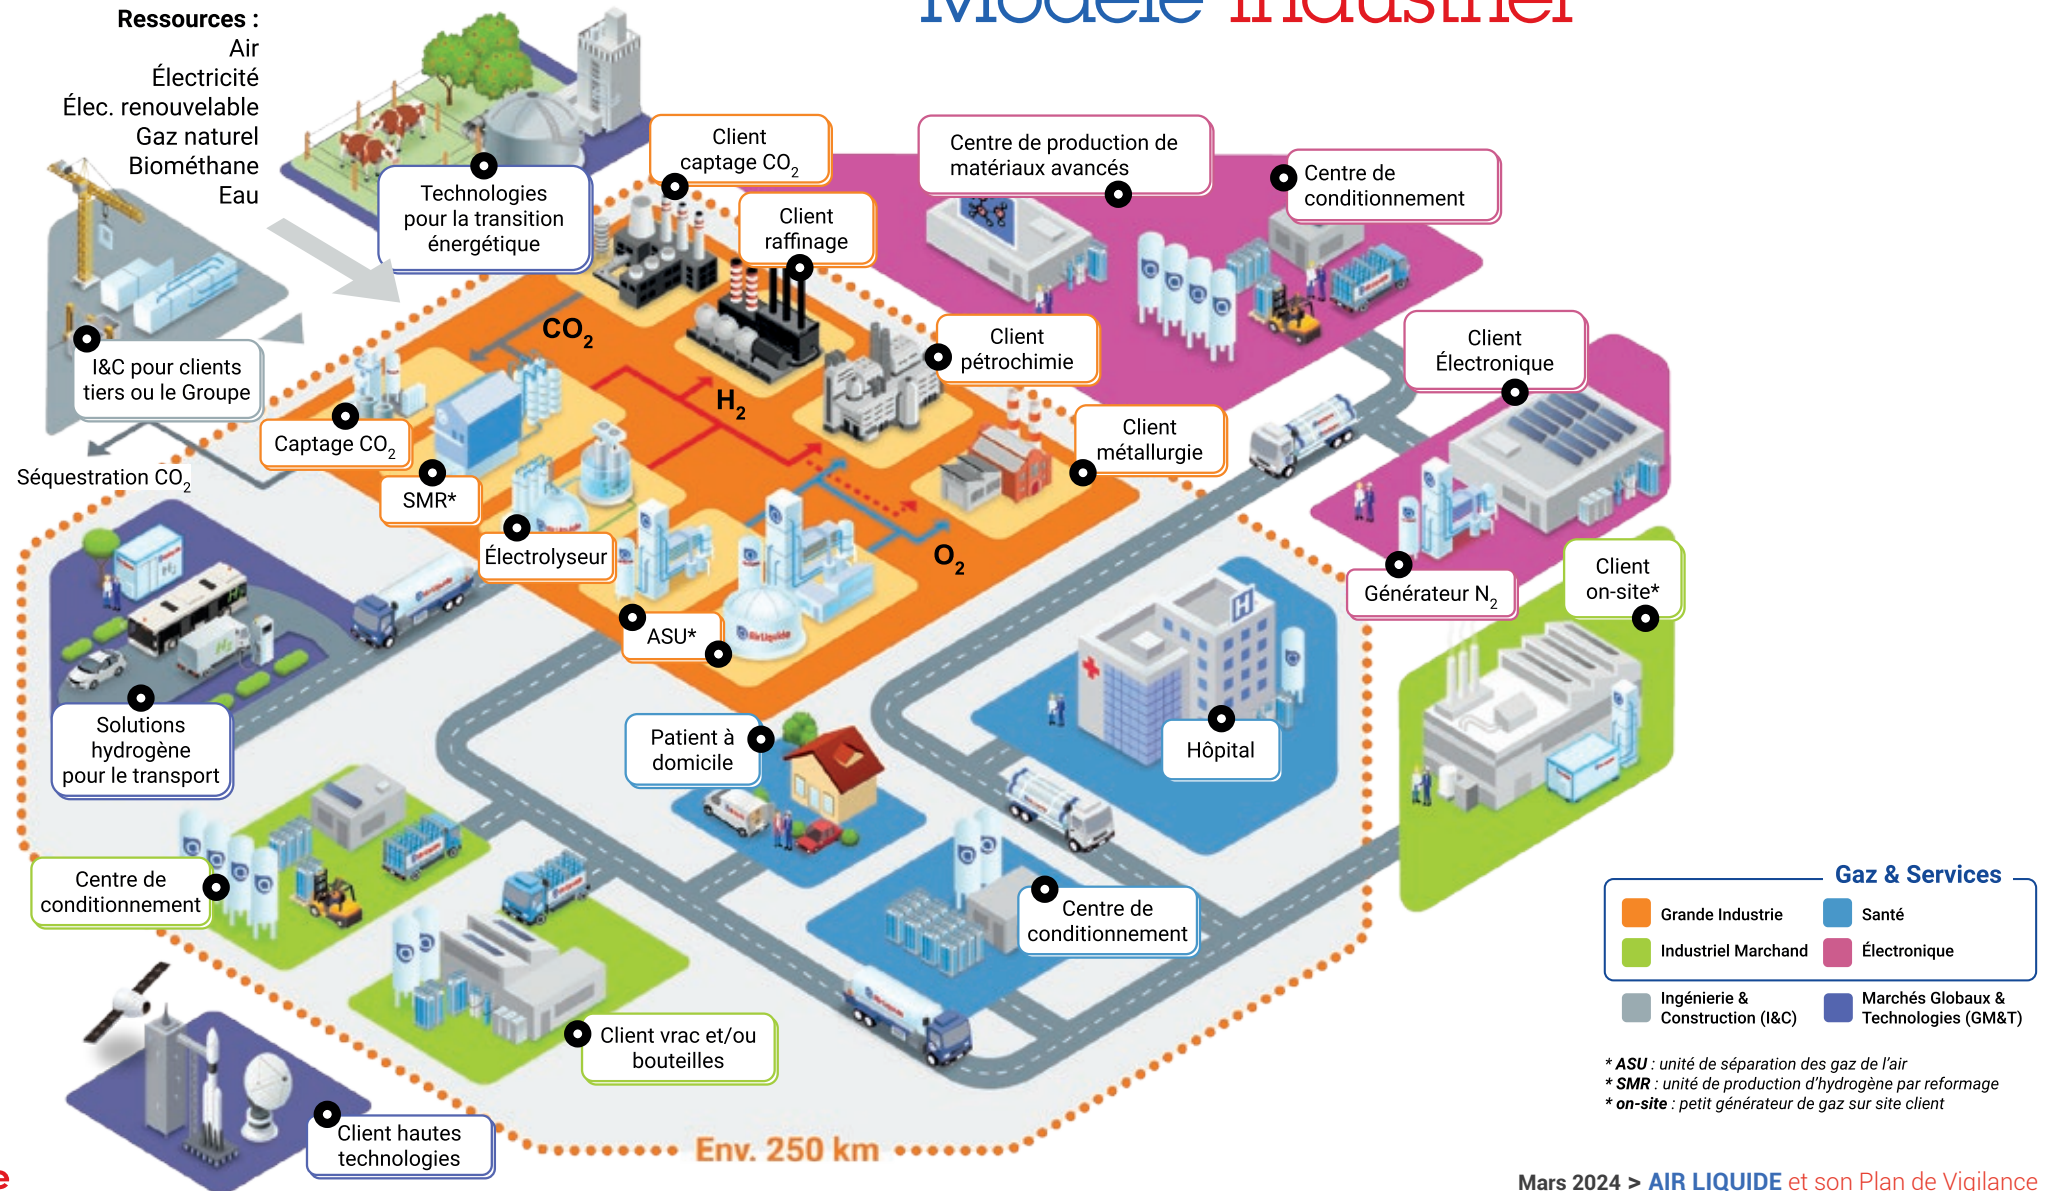 Modèle industriel
Ressources :
Air
Électricité
Élec. renouvelable
Gaz naturel
Biométhane
Eau
Technologies
pour la transition
énergétique
Client
captage CO2
Client
raffinage
Centre de production de
matériaux avancés
Centre de
conditionnement
I&C pour clients
tiers ou le Groupe
CO2
H2
O2
Client
pétrochimie
Client
Électronique
Captage CO2
Client
métallurgie
Séquestration CO2
SMR*
Électrolyseur
ASU*
Air Liquide
Générateur N2
Client
on-site*
H2
H2
H
Solutions
hydrogène
pour le transport
Patient à
domicile
Hôpital
Centre de
conditionnement
Centre de
conditionnement
Client vrac et/ou
bouteilles
Client hautes
technologies
Env. 250 km
Gaz & Services
Grande Industrie
Santé
Industriel Marchand
Électronique
Ingénierie &
Construction (I&C)
Marchés Globaux &
Technologies (GM&T)
* ASU : unité de séparation des gaz de l'air
* SMR : unité de production d'hydrogène par reformage
* on-site : petit générateur de gaz sur site client
e
Mars 2024 > AIR LIQUIDE et son Plan de Vigilance